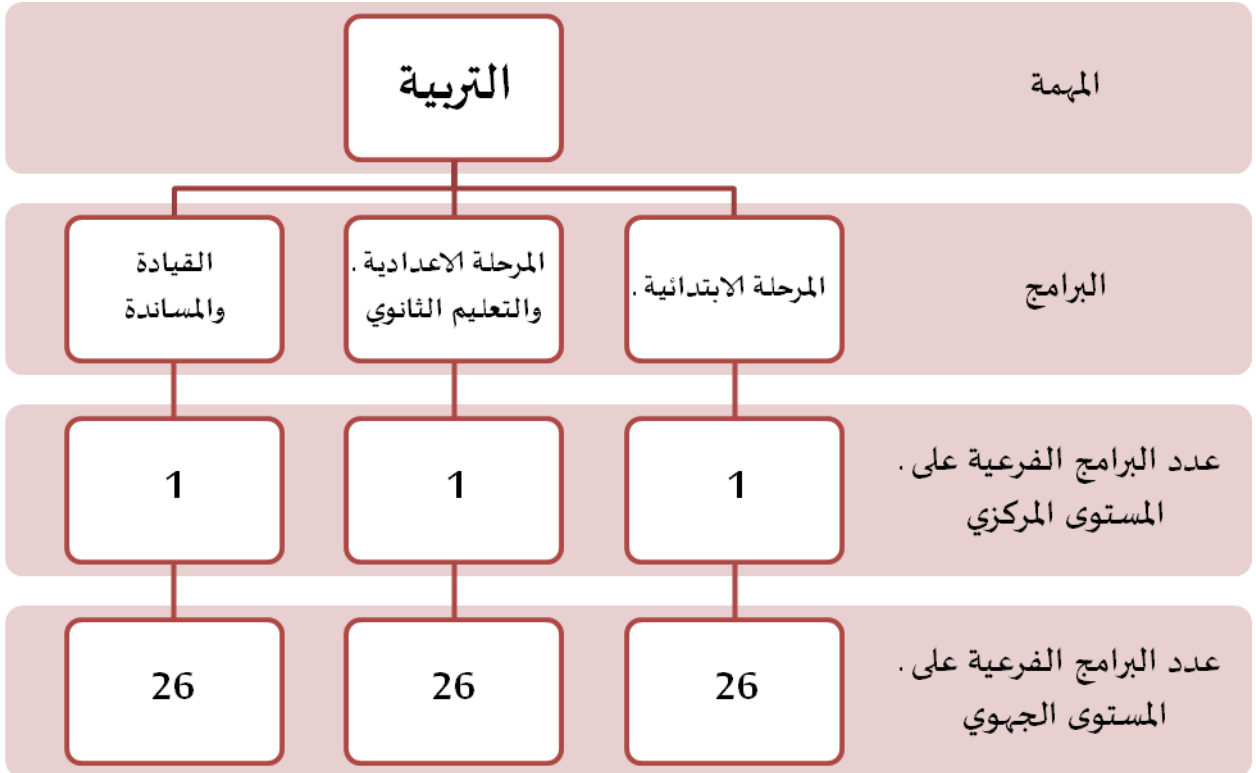 المهمة
التربية
البرامج
المرحلة الابتدائية .
المرحلة الاعدادية .
والتعليم الثانوي
القيادة
والمساندة
عدد البرامج الفرعية على .
المستوى المركزي
1
1
1
عدد البرامج الفرعية على .
المستوى الجهوي
26
26
26